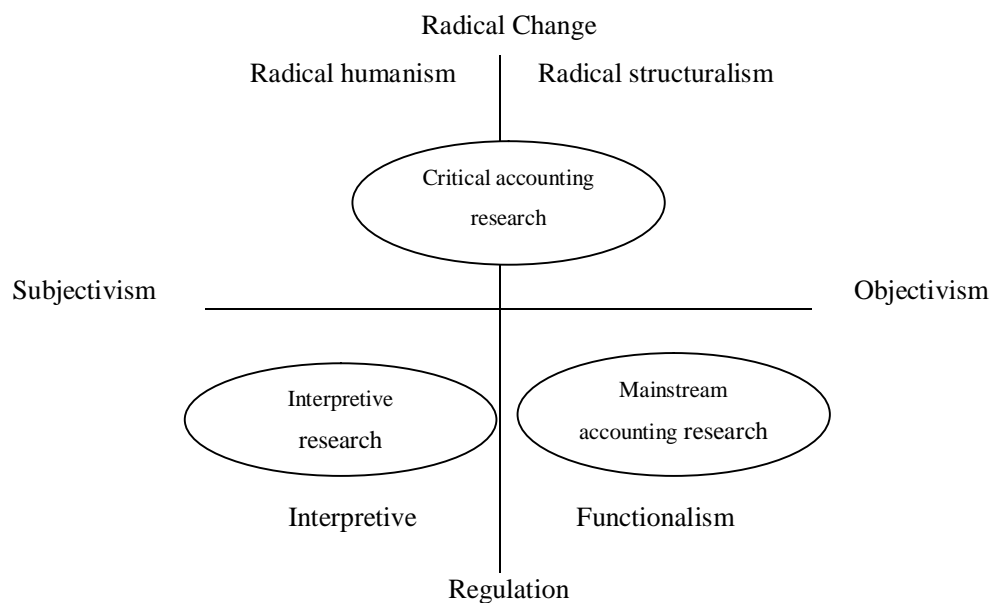 Radical Change
Radical humanism
Radical structuralism
Critical accounting
research
Subjectivism
Objectivism
Interpretive
research
Mainstream
accounting research
Interpretive
Functionalism
Regulation